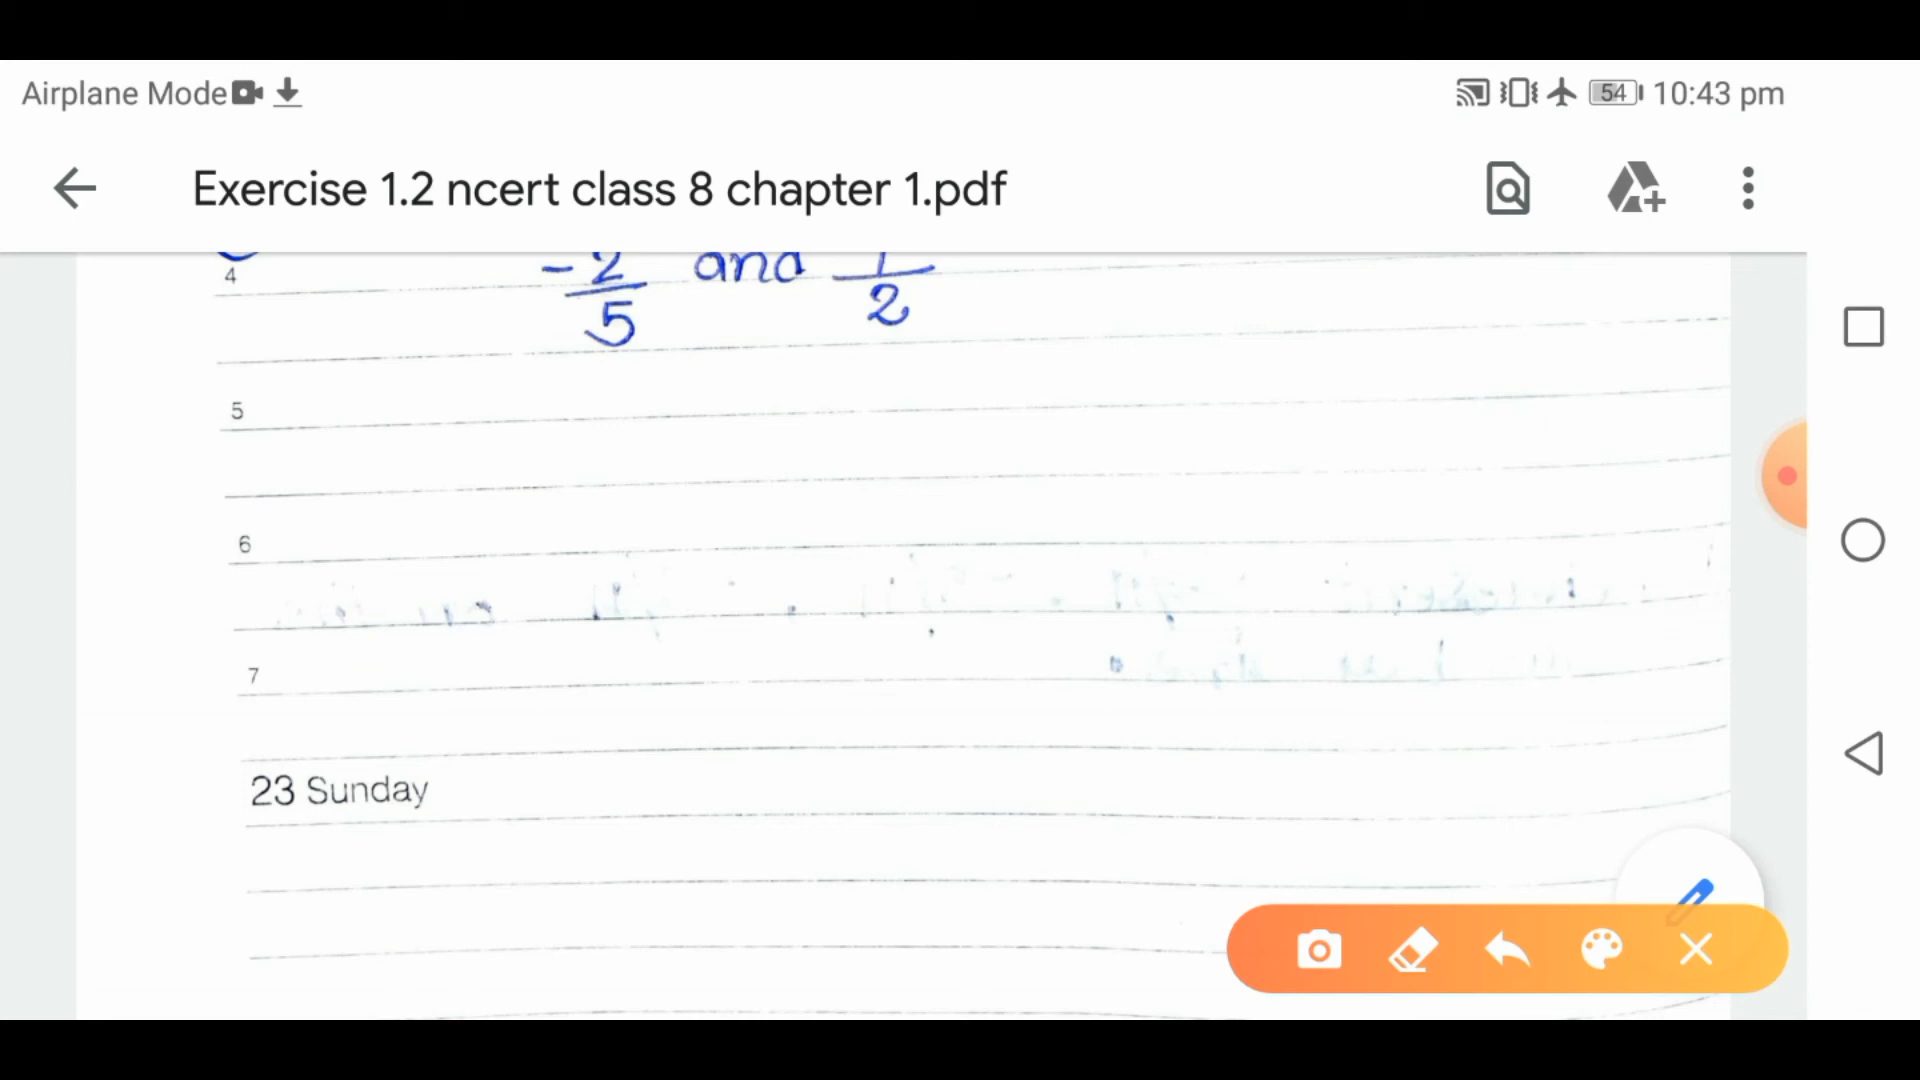 Airplane Mode 54 10:43 pm
Exercise 1.2 ncert class 8 chapter 1.pdf
4
-2/5 and 1/2
5
6
7
23 Sunday